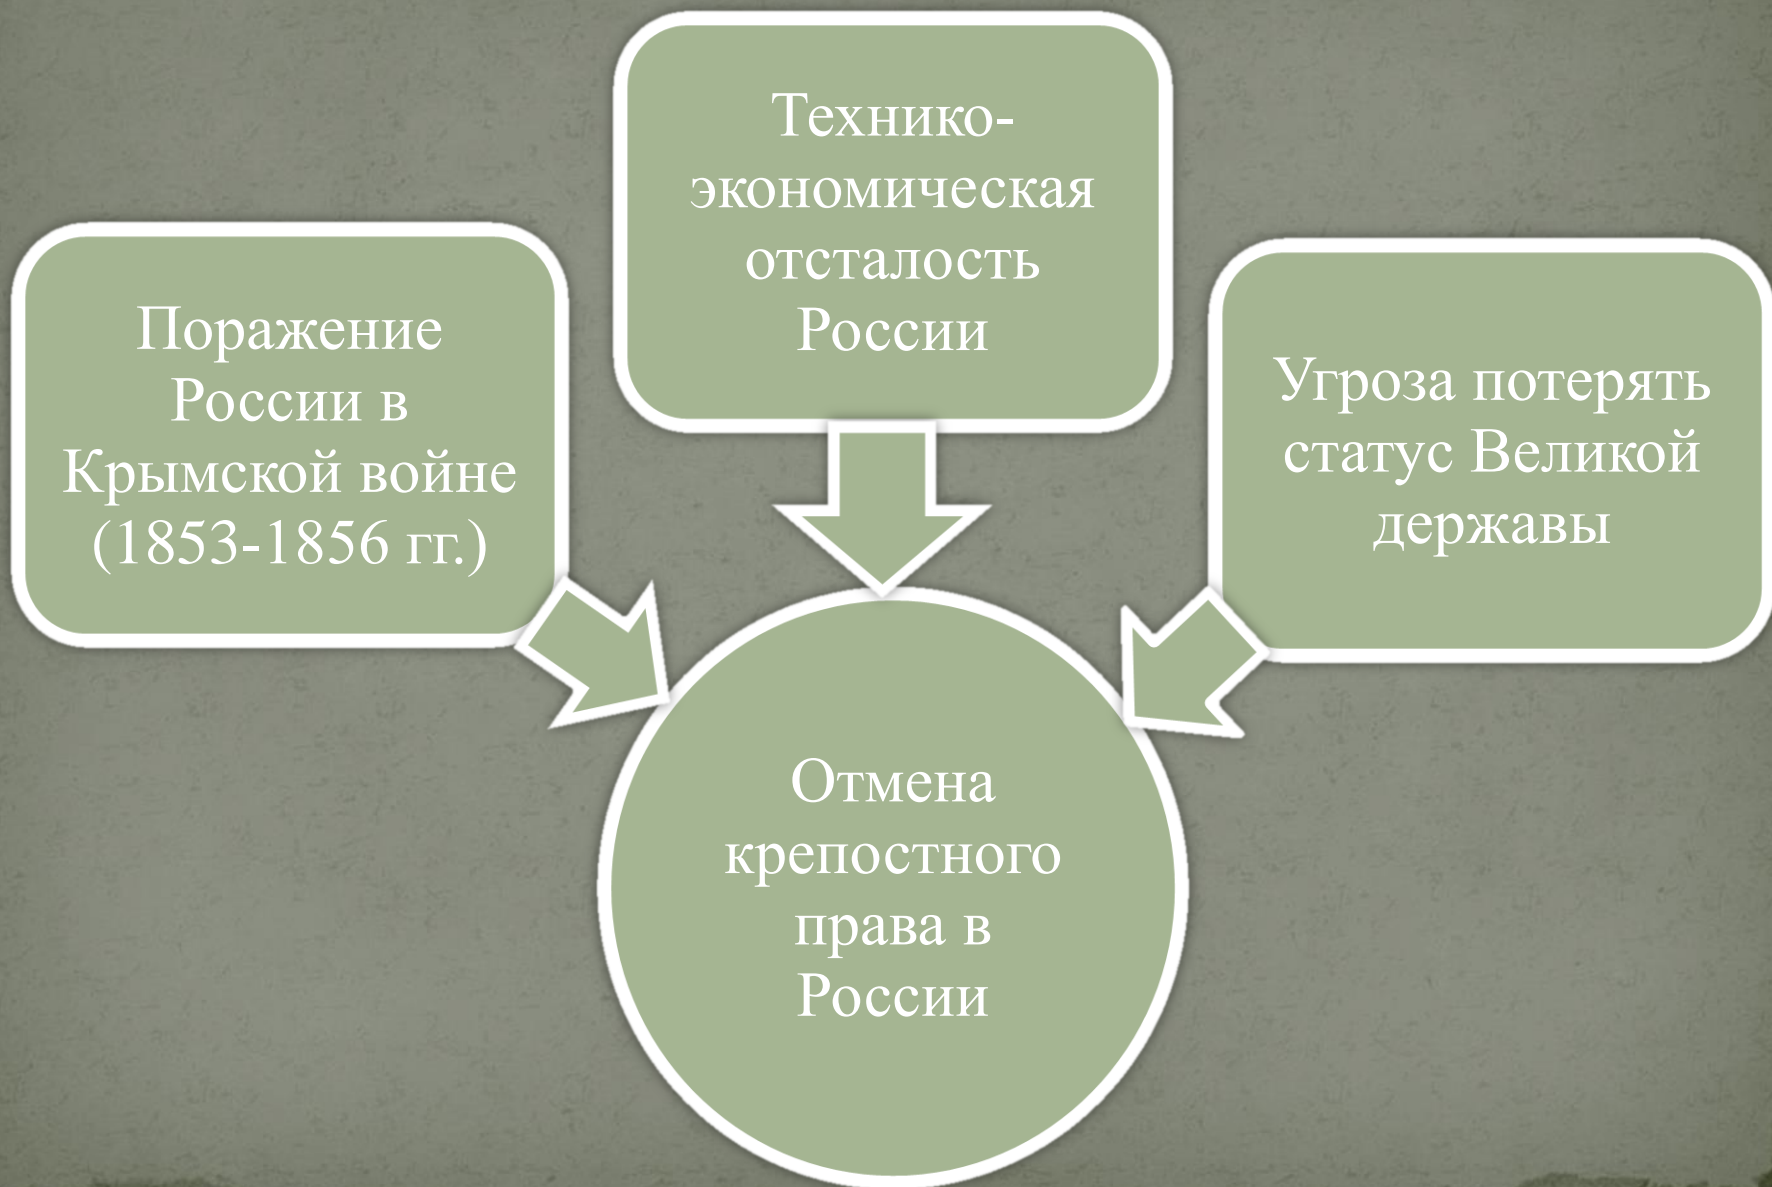 Поражение
России в
Крымской войне
(1853-1856 гг.)
Технико-
экономическая
отсталость
России
Угроза потерять
статус Великой
державы
Отмена
крепостного
права в
России